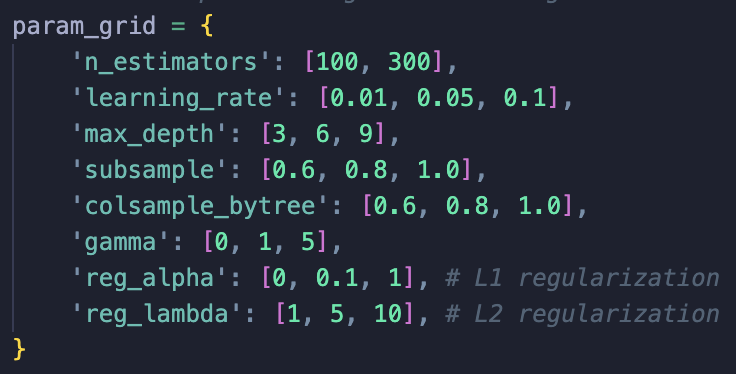 param_grid = {
    'n_estimators': [100, 300],
    'learning_rate': [0.01, 0.05, 0.1],
    'max_depth': [3, 6, 9],
    'subsample': [0.6, 0.8, 1.0],
    'colsample_bytree': [0.6, 0.8, 1.0],
    'gamma': [0, 1, 5],
    'reg_alpha': [0, 0.1, 1], # L1 regularization
    'reg_lambda': [1, 5, 10], # L2 regularization
}